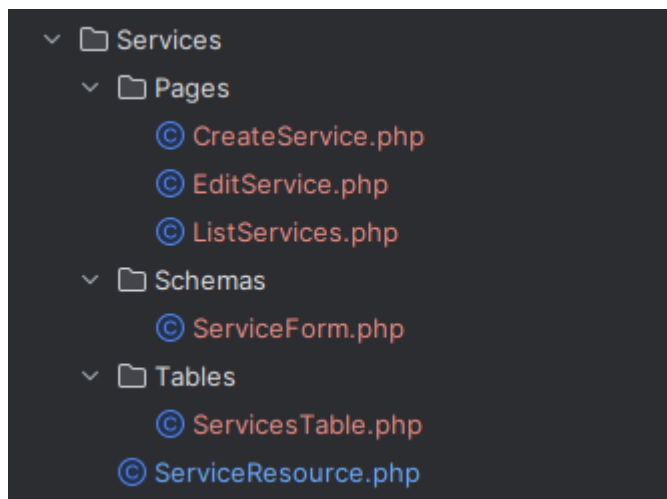 Services
Pages
CreateService.php
EditService.php
ListServices.php
Schemas
ServiceForm.php
Tables
ServicesTable.php
ServiceResource.php